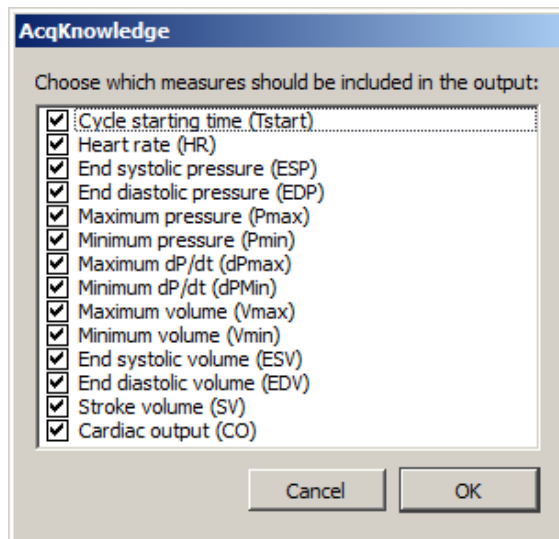 AcqKnowledge
Choose which measures should be included in the output:
Cycle starting time (Tstart)
Heart rate (HR)
End systolic pressure (ESP)
End diastolic pressure (EDP)
Maximum pressure (Pmax)
Minimum pressure (Pmin)
Maximum dP/dt (dPmax)
Minimum dP/dt (dPMin)
Maximum volume (Vmax)
Minimum volume (Vmin)
End systolic volume (ESV)
End diastolic volume (EDV)
Stroke volume (SV)
Cardiac output (CO)
Cancel OK